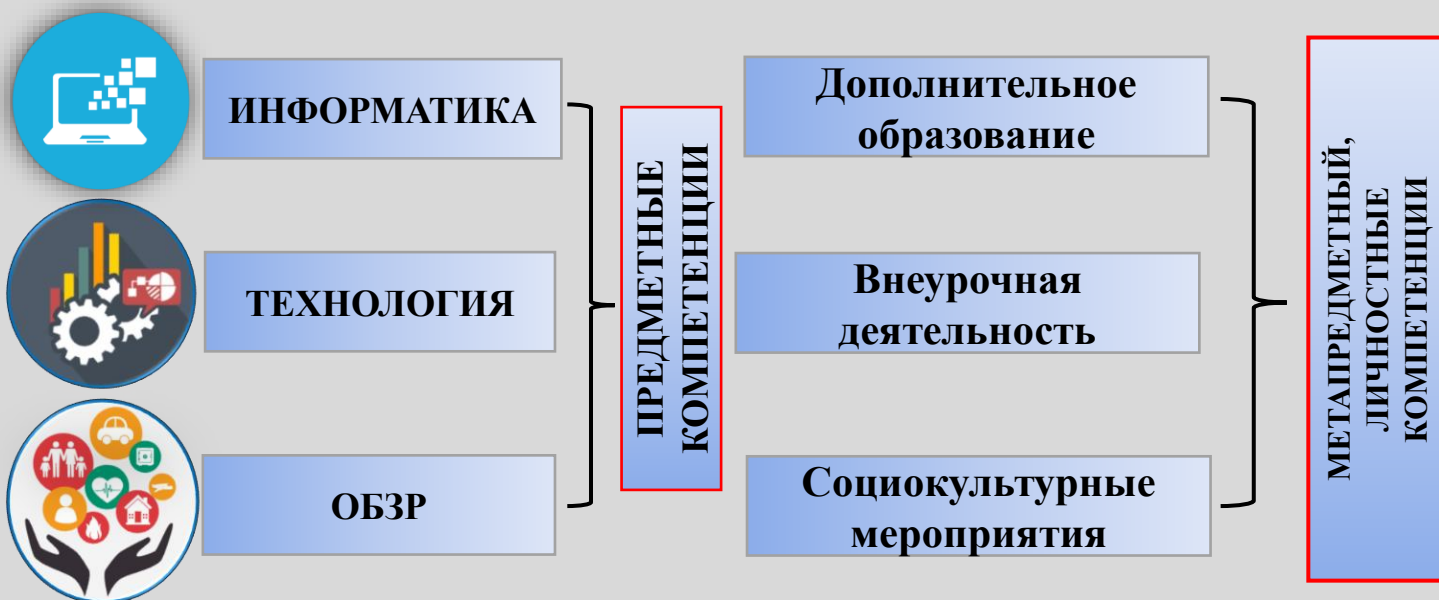 ИНФОРМАТИКА
ТЕХНОЛОГИЯ
ОБЗР
ПРЕДМЕТНЫЕ
КОМПЕТЕНЦИИ
Дополнительное
образование
Внеурочная
деятельность
Социокультурные
мероприятия
МЕТАПРЕДМЕТНЫЙ,
ЛИЧНОСТНЫЕ
КОМПЕТЕНЦИИ